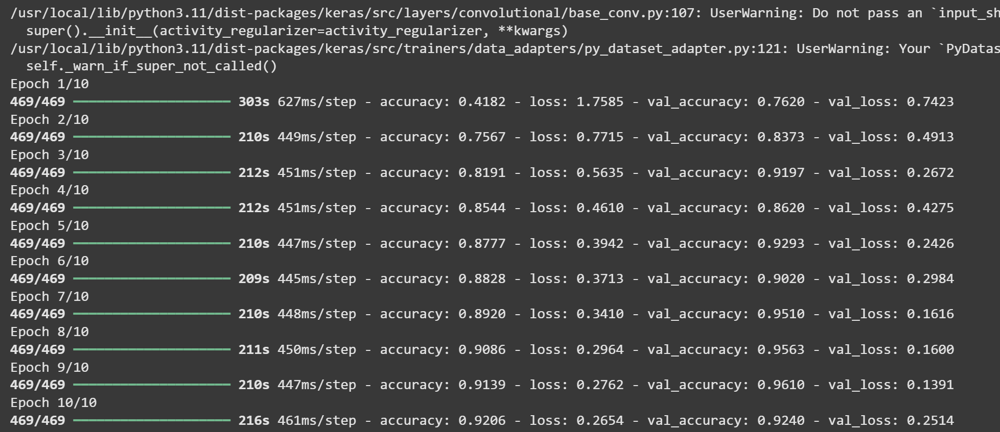 /usr/local/lib/python3.11/dist-packages/keras/src/layers/convolutional/base_conv.py:107: UserWarning: Do not pass an `input_sh
  super().__init__(activity_regularizer=activity_regularizer, **kwargs)
/usr/local/lib/python3.11/dist-packages/keras/src/trainers/data_adapters/py_dataset_adapter.py:121: UserWarning: Your `PyDatas
  self._warn_if_super_not_called()
Epoch 1/10
469/469 ━━━━━━━━━━━━━━━━━━━━ 303s 627ms/step - accuracy: 0.4182 - loss: 1.7585 - val_accuracy: 0.7620 - val_loss: 0.7423
Epoch 2/10
469/469 ━━━━━━━━━━━━━━━━━━━━ 210s 449ms/step - accuracy: 0.7567 - loss: 0.7715 - val_accuracy: 0.8373 - val_loss: 0.4913
Epoch 3/10
469/469 ━━━━━━━━━━━━━━━━━━━━ 212s 451ms/step - accuracy: 0.8191 - loss: 0.5635 - val_accuracy: 0.9197 - val_loss: 0.2672
Epoch 4/10
469/469 ━━━━━━━━━━━━━━━━━━━━ 212s 451ms/step - accuracy: 0.8544 - loss: 0.4610 - val_accuracy: 0.8620 - val_loss: 0.4275
Epoch 5/10
469/469 ━━━━━━━━━━━━━━━━━━━━ 210s 447ms/step - accuracy: 0.8777 - loss: 0.3942 - val_accuracy: 0.9293 - val_loss: 0.2426
Epoch 6/10
469/469 ━━━━━━━━━━━━━━━━━━━━ 209s 445ms/step - accuracy: 0.8828 - loss: 0.3713 - val_accuracy: 0.9020 - val_loss: 0.2984
Epoch 7/10
469/469 ━━━━━━━━━━━━━━━━━━━━ 210s 448ms/step - accuracy: 0.8920 - loss: 0.3410 - val_accuracy: 0.9510 - val_loss: 0.1616
Epoch 8/10
469/469 ━━━━━━━━━━━━━━━━━━━━ 211s 450ms/step - accuracy: 0.9086 - loss: 0.2964 - val_accuracy: 0.9563 - val_loss: 0.1600
Epoch 9/10
469/469 ━━━━━━━━━━━━━━━━━━━━ 210s 447ms/step - accuracy: 0.9139 - loss: 0.2762 - val_accuracy: 0.9610 - val_loss: 0.1391
Epoch 10/10
469/469 ━━━━━━━━━━━━━━━━━━━━ 216s 461ms/step - accuracy: 0.9206 - loss: 0.2654 - val_accuracy: 0.9240 - val_loss: 0.2514